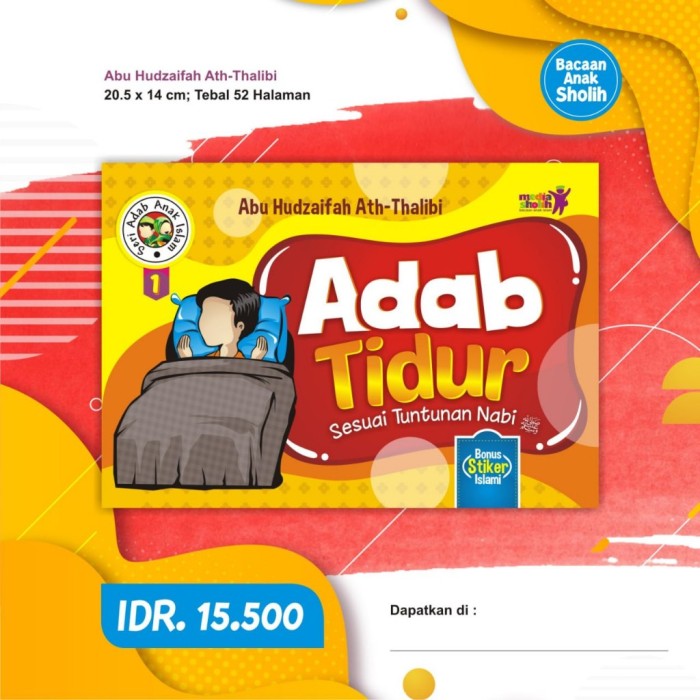 Abu Hudzaifah Ath-Thalibi
20.5 x 14 cm; Tebal 52 Halaman
Bacaan
Anak
Sholih
Seri Adab Anak Islam
1
Abu Hudzaifah Ath-Thalibi
media
sholih
Adab
Tidur
Sesuai Tuntunan Nabi
Bonus
Stiker
Islami
IDR. 15.500
Dapatkan di :